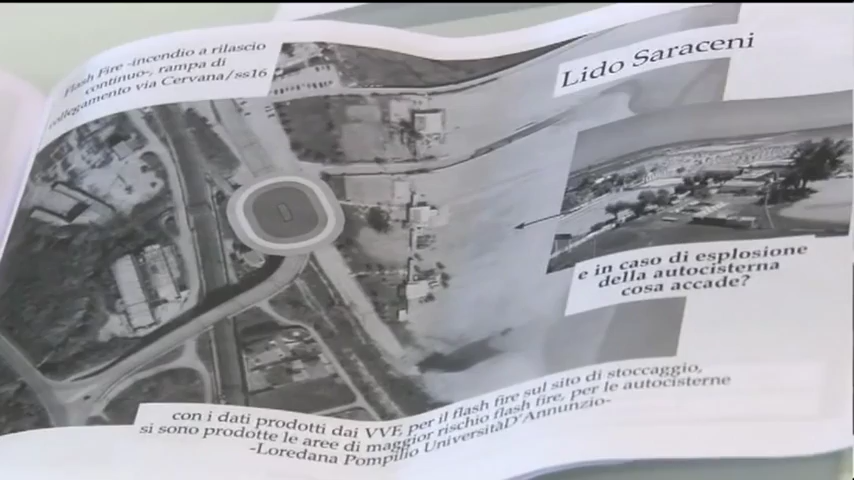 Flash Fire -incendio a rilascio
continuo-, rampa di
collegamento via Cervana/ss16
Lido Saraceni
e in caso di esplosione
della autocisterna
cosa accade?
con i dati prodotti dai VVF, per il flash fire sul sito di stoccaggio,
si sono prodotte le aree di maggior rischio flash fire, per le autocisterne
-Loredana Pompilio UniversitàD'Annunzio-